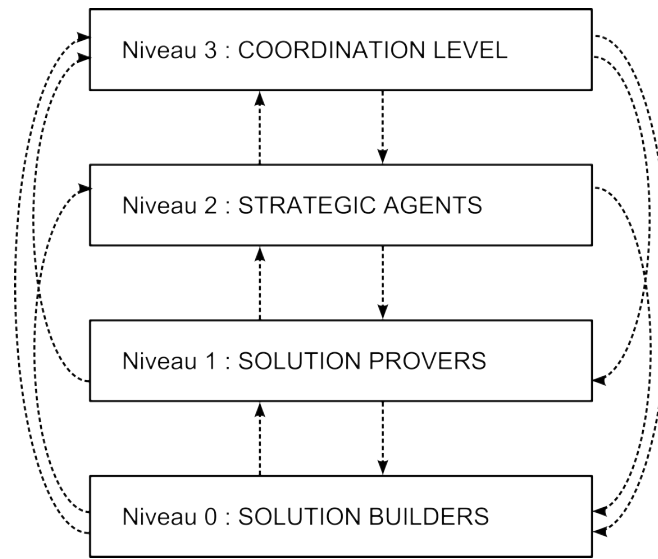 Niveau 3 : COORDINATION LEVEL
Niveau 2 : STRATEGIC AGENTS
Niveau 1 : SOLUTION PROVERS
Niveau 0 : SOLUTION BUILDERS